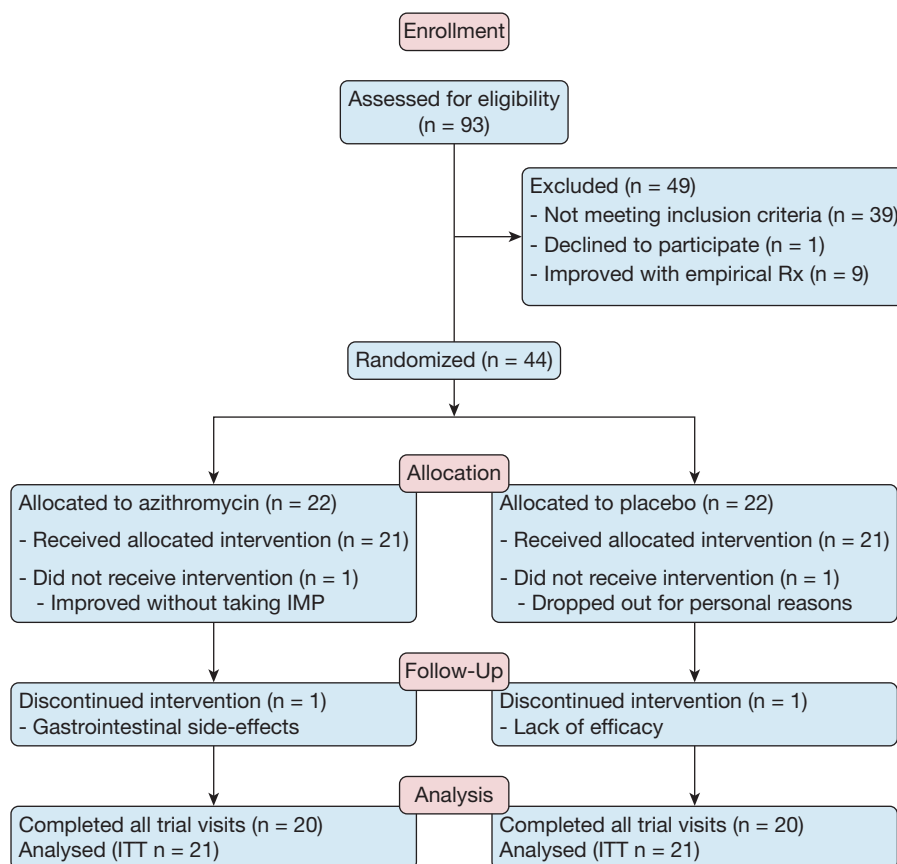 Enrollment
Assessed for eligibility
(n = 93)
Excluded (n = 49)
- Not meeting inclusion criteria (n = 39)
- Declined to participate (n = 1)
- Improved with empirical Rx (n = 9)
Randomized (n = 44)
Allocation
Allocated to azithromycin (n = 22)
- Received allocated intervention (n = 21)
- Did not receive intervention (n = 1)
- Improved without taking IMP
Allocated to placebo (n = 22)
- Received allocated intervention (n = 21)
- Did not receive intervention (n = 1)
- Dropped out for personal reasons
Follow-Up
Discontinued intervention (n = 1)
- Gastrointestinal side-effects
Discontinued intervention (n = 1)
- Lack of efficacy
Analysis
Completed all trial visits (n = 20)
Analysed (ITT n = 21)
Completed all trial visits (n = 20)
Analysed (ITT n = 21)